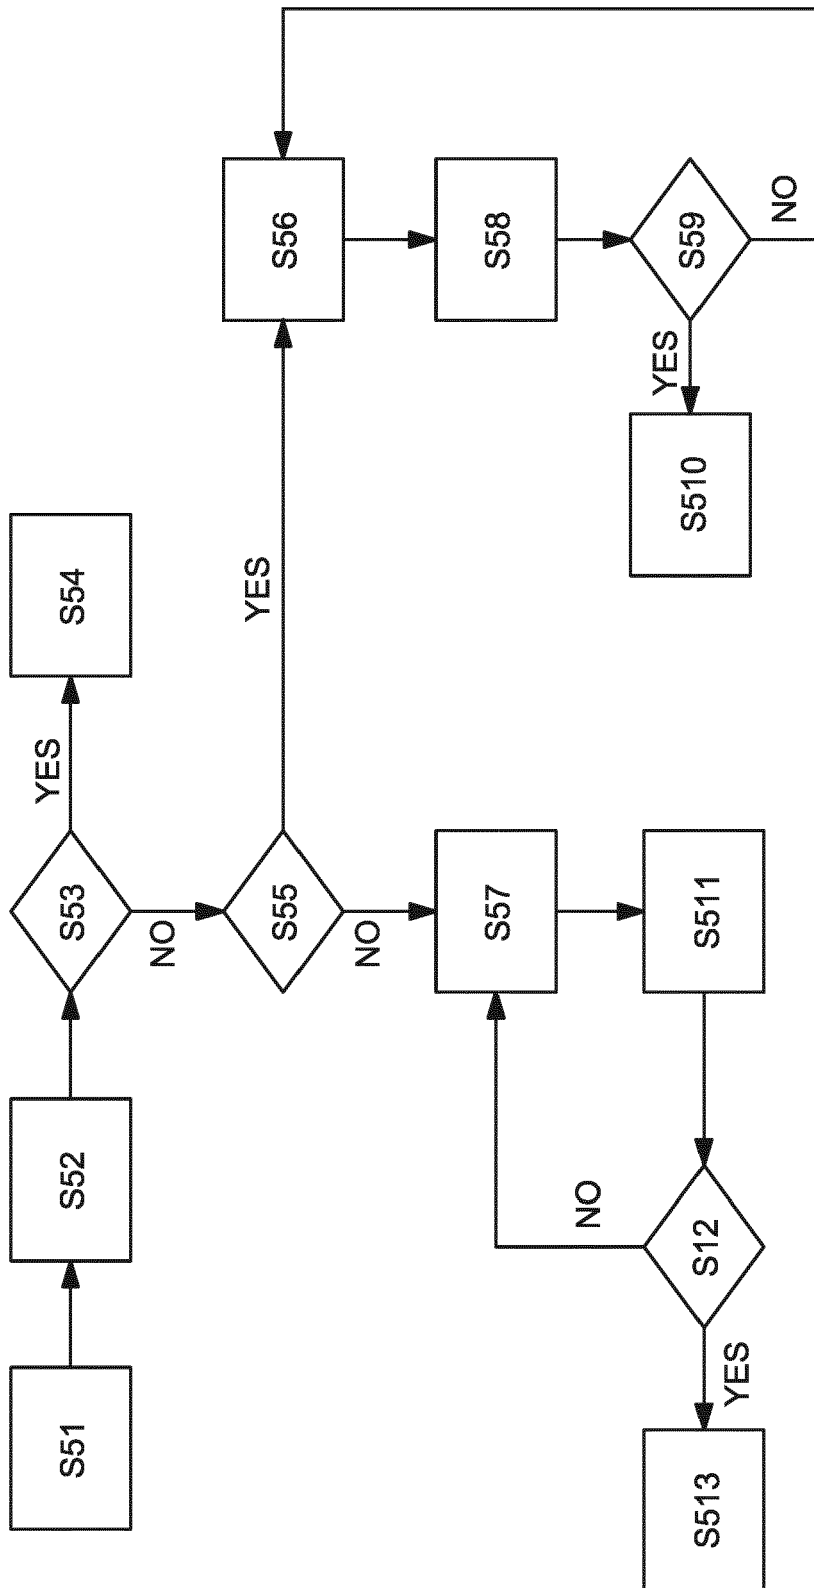 S51
S52
S53
YES
S54
NO
S55
YES
S56
NO
S57
S58
S511
S12
NO
YES
S513
S59
YES
S510
NO